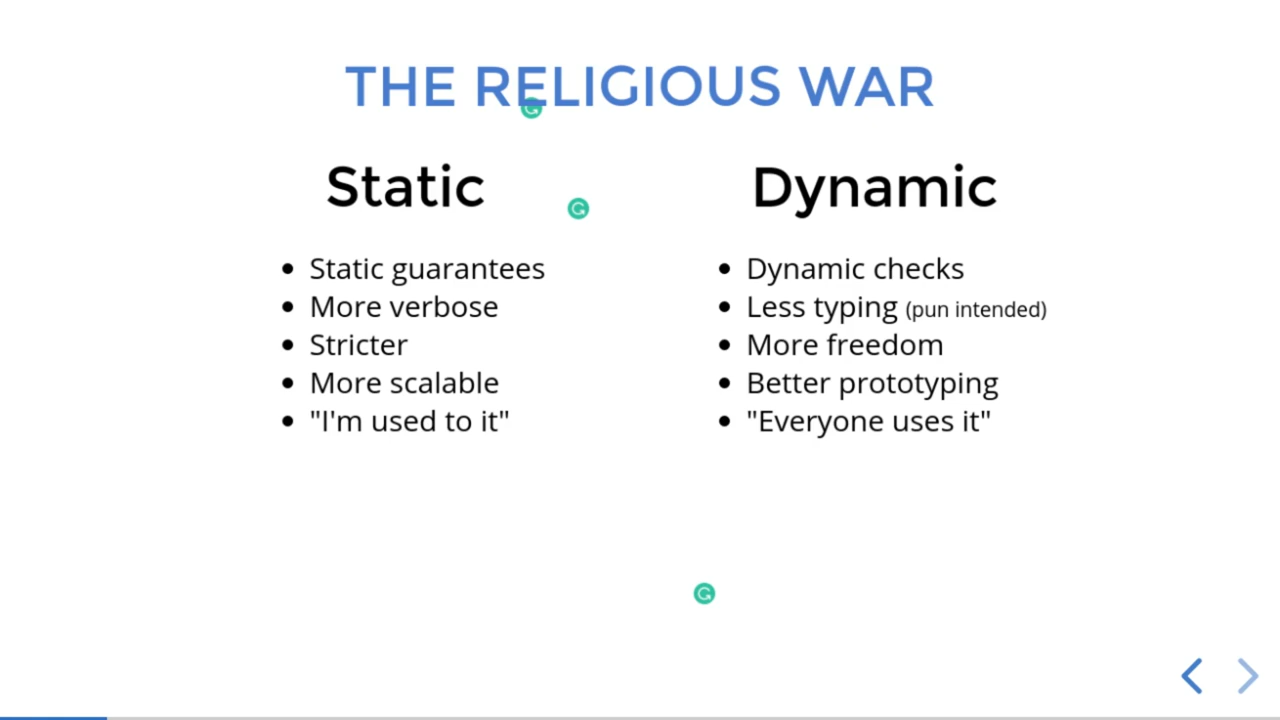 THE RELIGIOUS WAR
Static
• Static guarantees
• More verbose
• Stricter
• More scalable
• "I'm used to it"
Dynamic
• Dynamic checks
• Less typing (pun intended)
• More freedom
• Better prototyping
• "Everyone uses it"